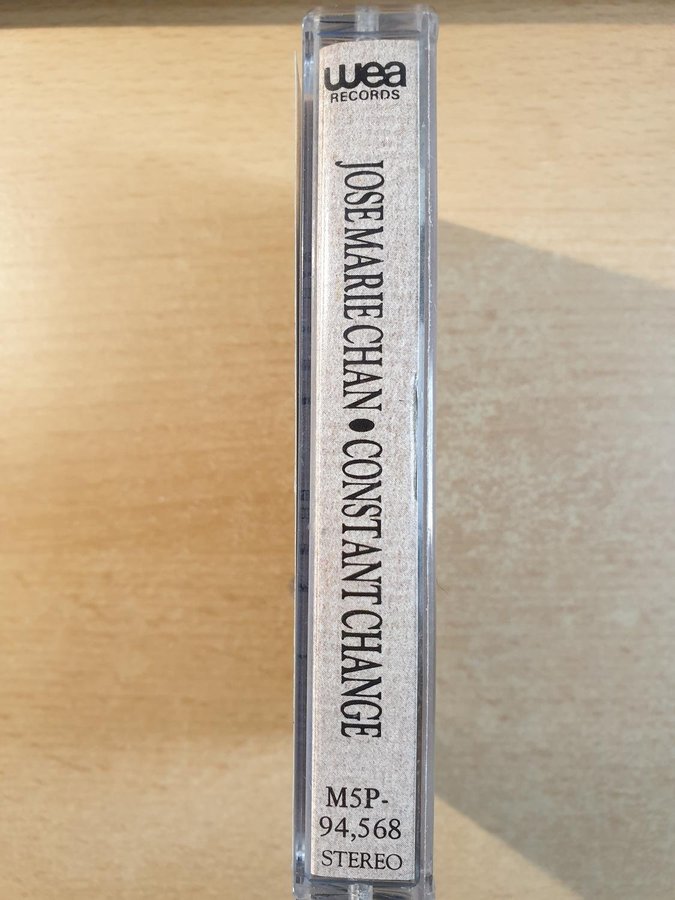 wea
RECORDS
JOSE MARIE CHAN • CONSTANT CHANGE
M5P-
94,568
STEREO